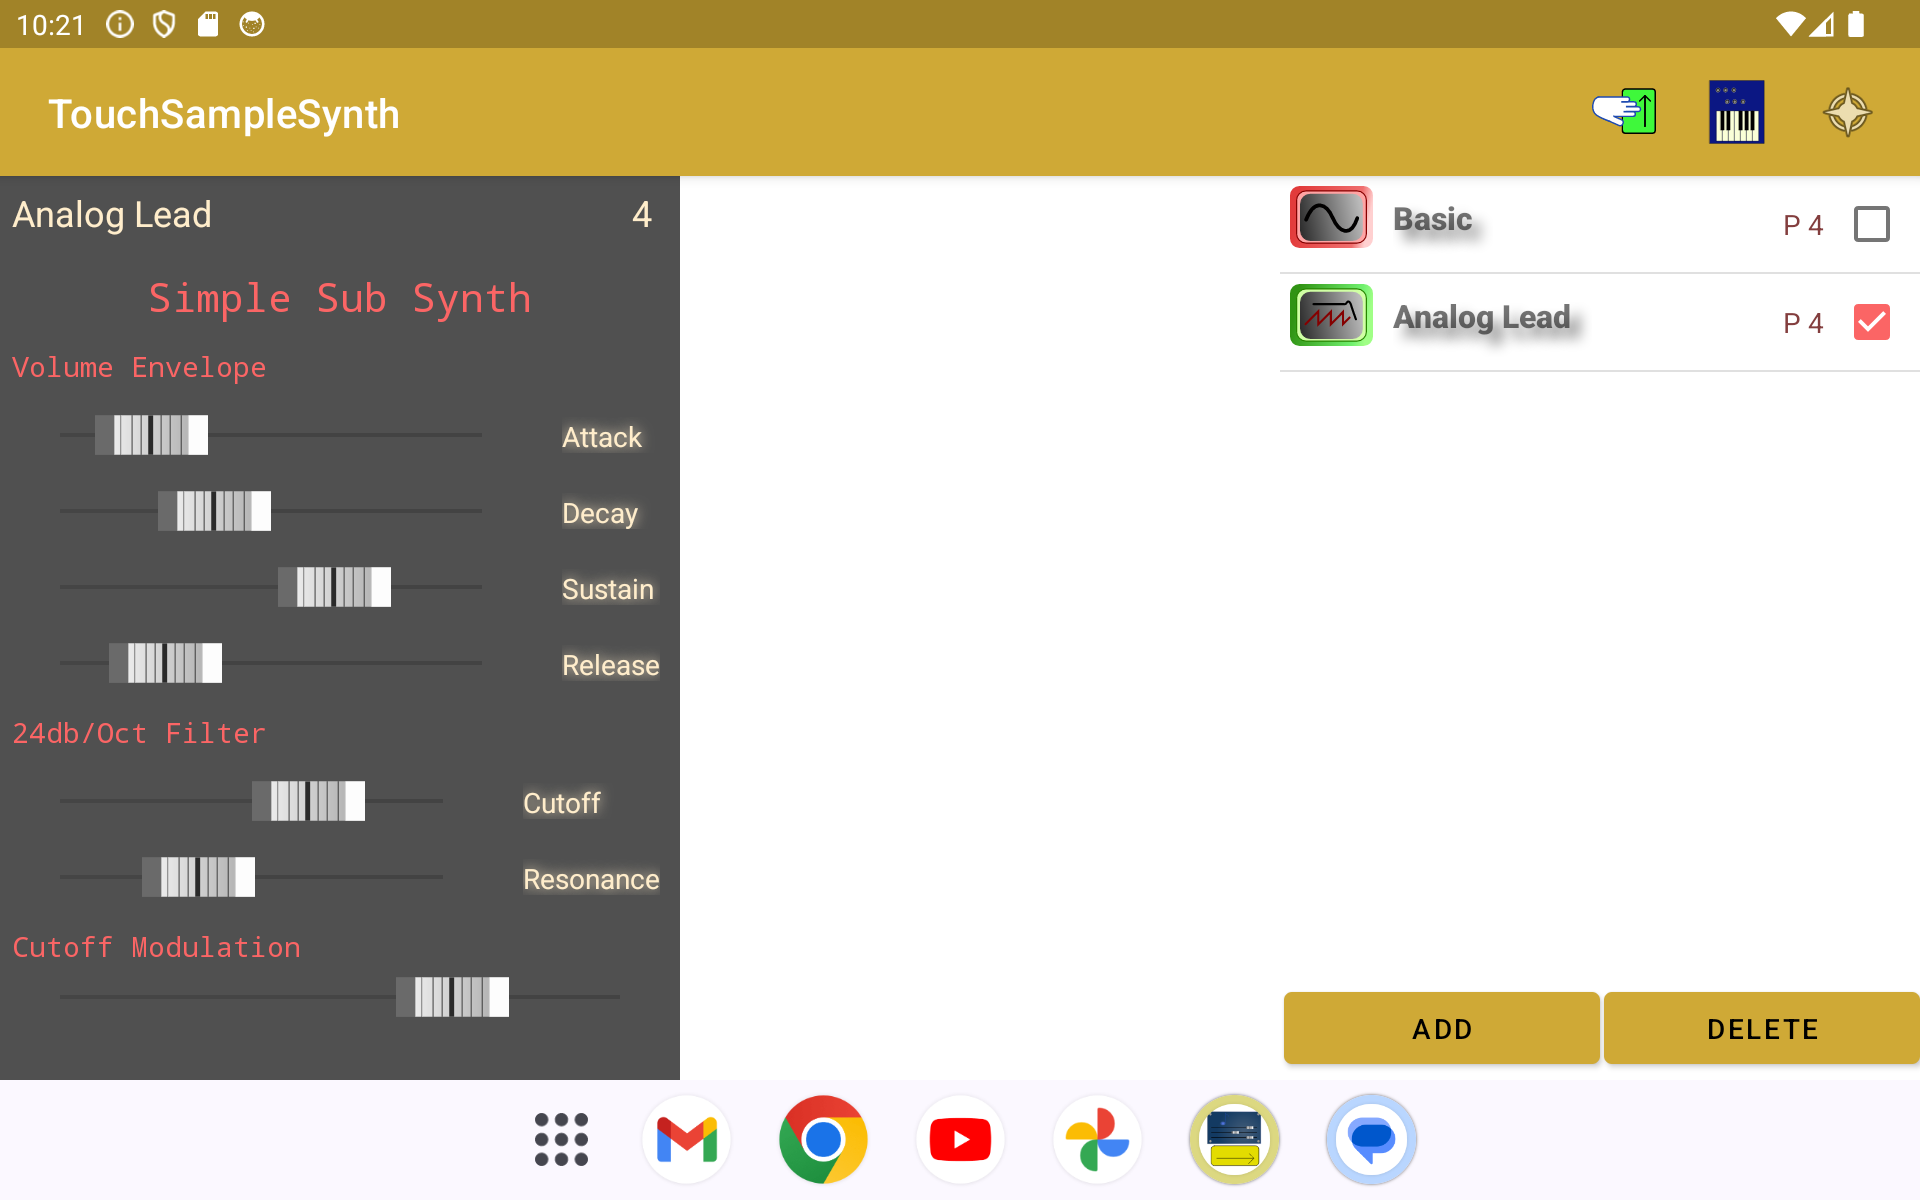 10:21
TouchSampleSynth
Analog Lead 4
Simple Sub Synth
Volume Envelope
Attack
Decay
Sustain
Release
24db/Oct Filter
Cutoff
Resonance
Cutoff Modulation
Basic P 4
Analog Lead P 4
ADD DELETE